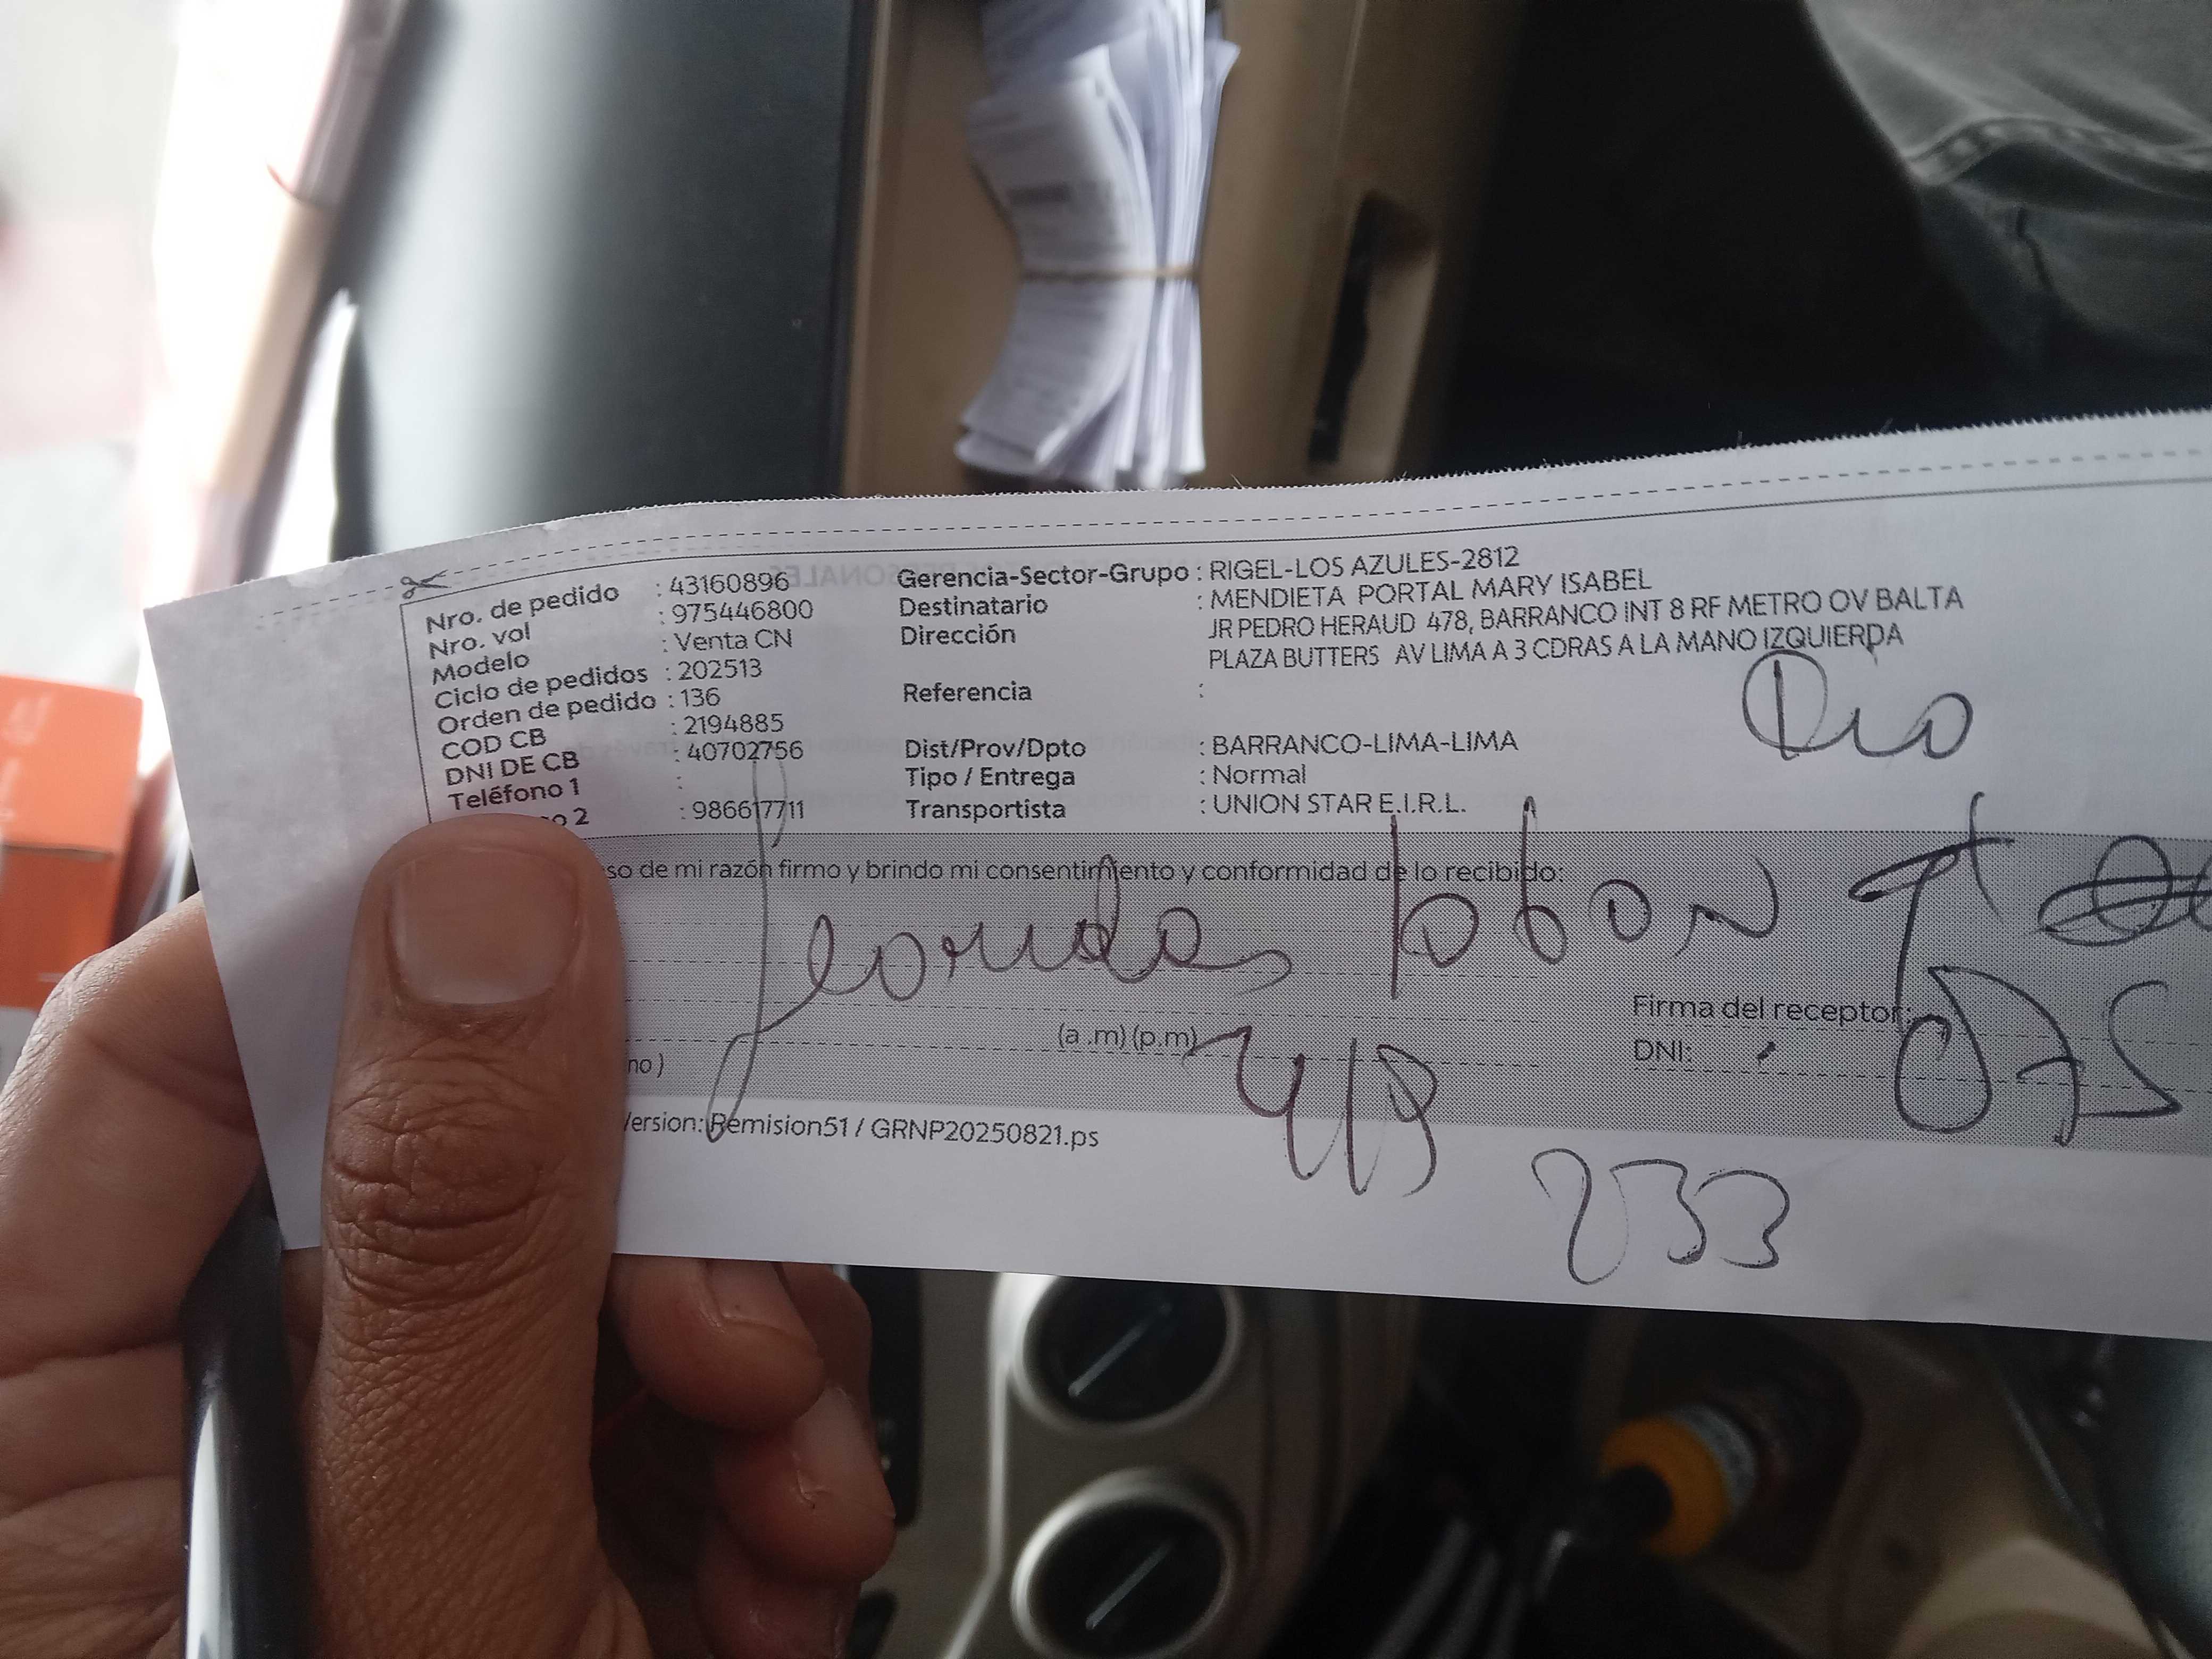 Nro. de pedido : 43160896
Nro. vol : 975446800
Modelo : Venta CN
Ciclo de pedidos : 202513
Orden de pedido : 136
COD CB : 2194885
DNI DE CB : 40702756
Teléfono 1 :
o 2 : 986617711
Gerencia-Sector-Grupo : RIGEL-LOS AZULES-2812
Destinatario : MENDIETA PORTAL MARY ISABEL
Dirección : JR PEDRO HERAUD 478, BARRANCO INT 8 RF METRO OV BALTA
PLAZA BUTTERS AV LIMA A 3 CDRAS A LA MANO IZQUIERDA
Referencia :
Dist/Prov/Dpto : BARRANCO-LIMA-LIMA
Tipo / Entrega : Normal
Transportista : UNION STAR E.I.R.L.
so de mi razón firmo y brindo mi consentimiento y conformidad de lo recibido:
Firma del receptor:
(a .m) (p.m)
DNI:
no )
Version: Remision51 / GRNP20250821.ps
233